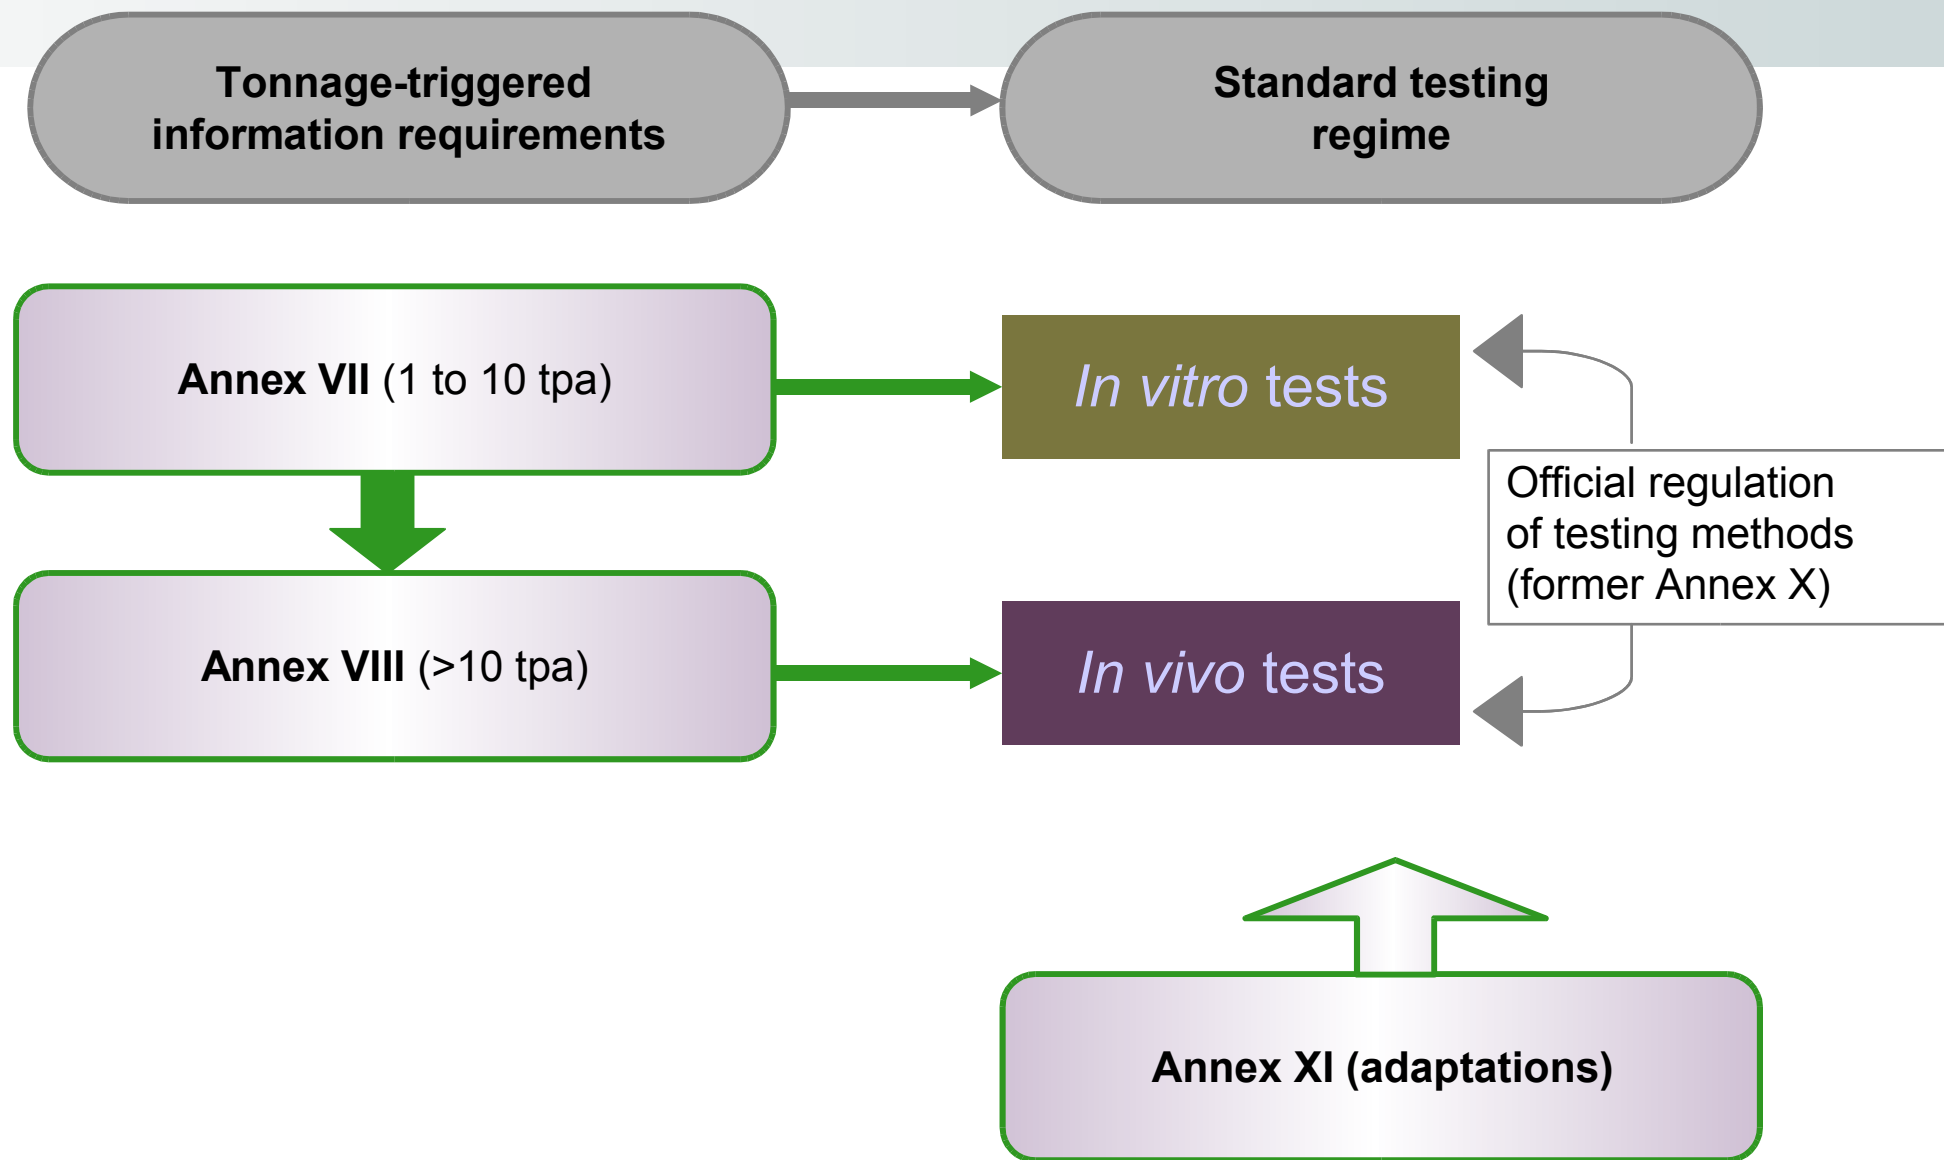 Tonnage-triggered
information requirements
Standard testing
regime
Annex VII (1 to 10 tpa)
In vitro tests
Official regulation
of testing methods
(former Annex X)
Annex VIII (>10 tpa)
In vivo tests
Annex XI (adaptations)